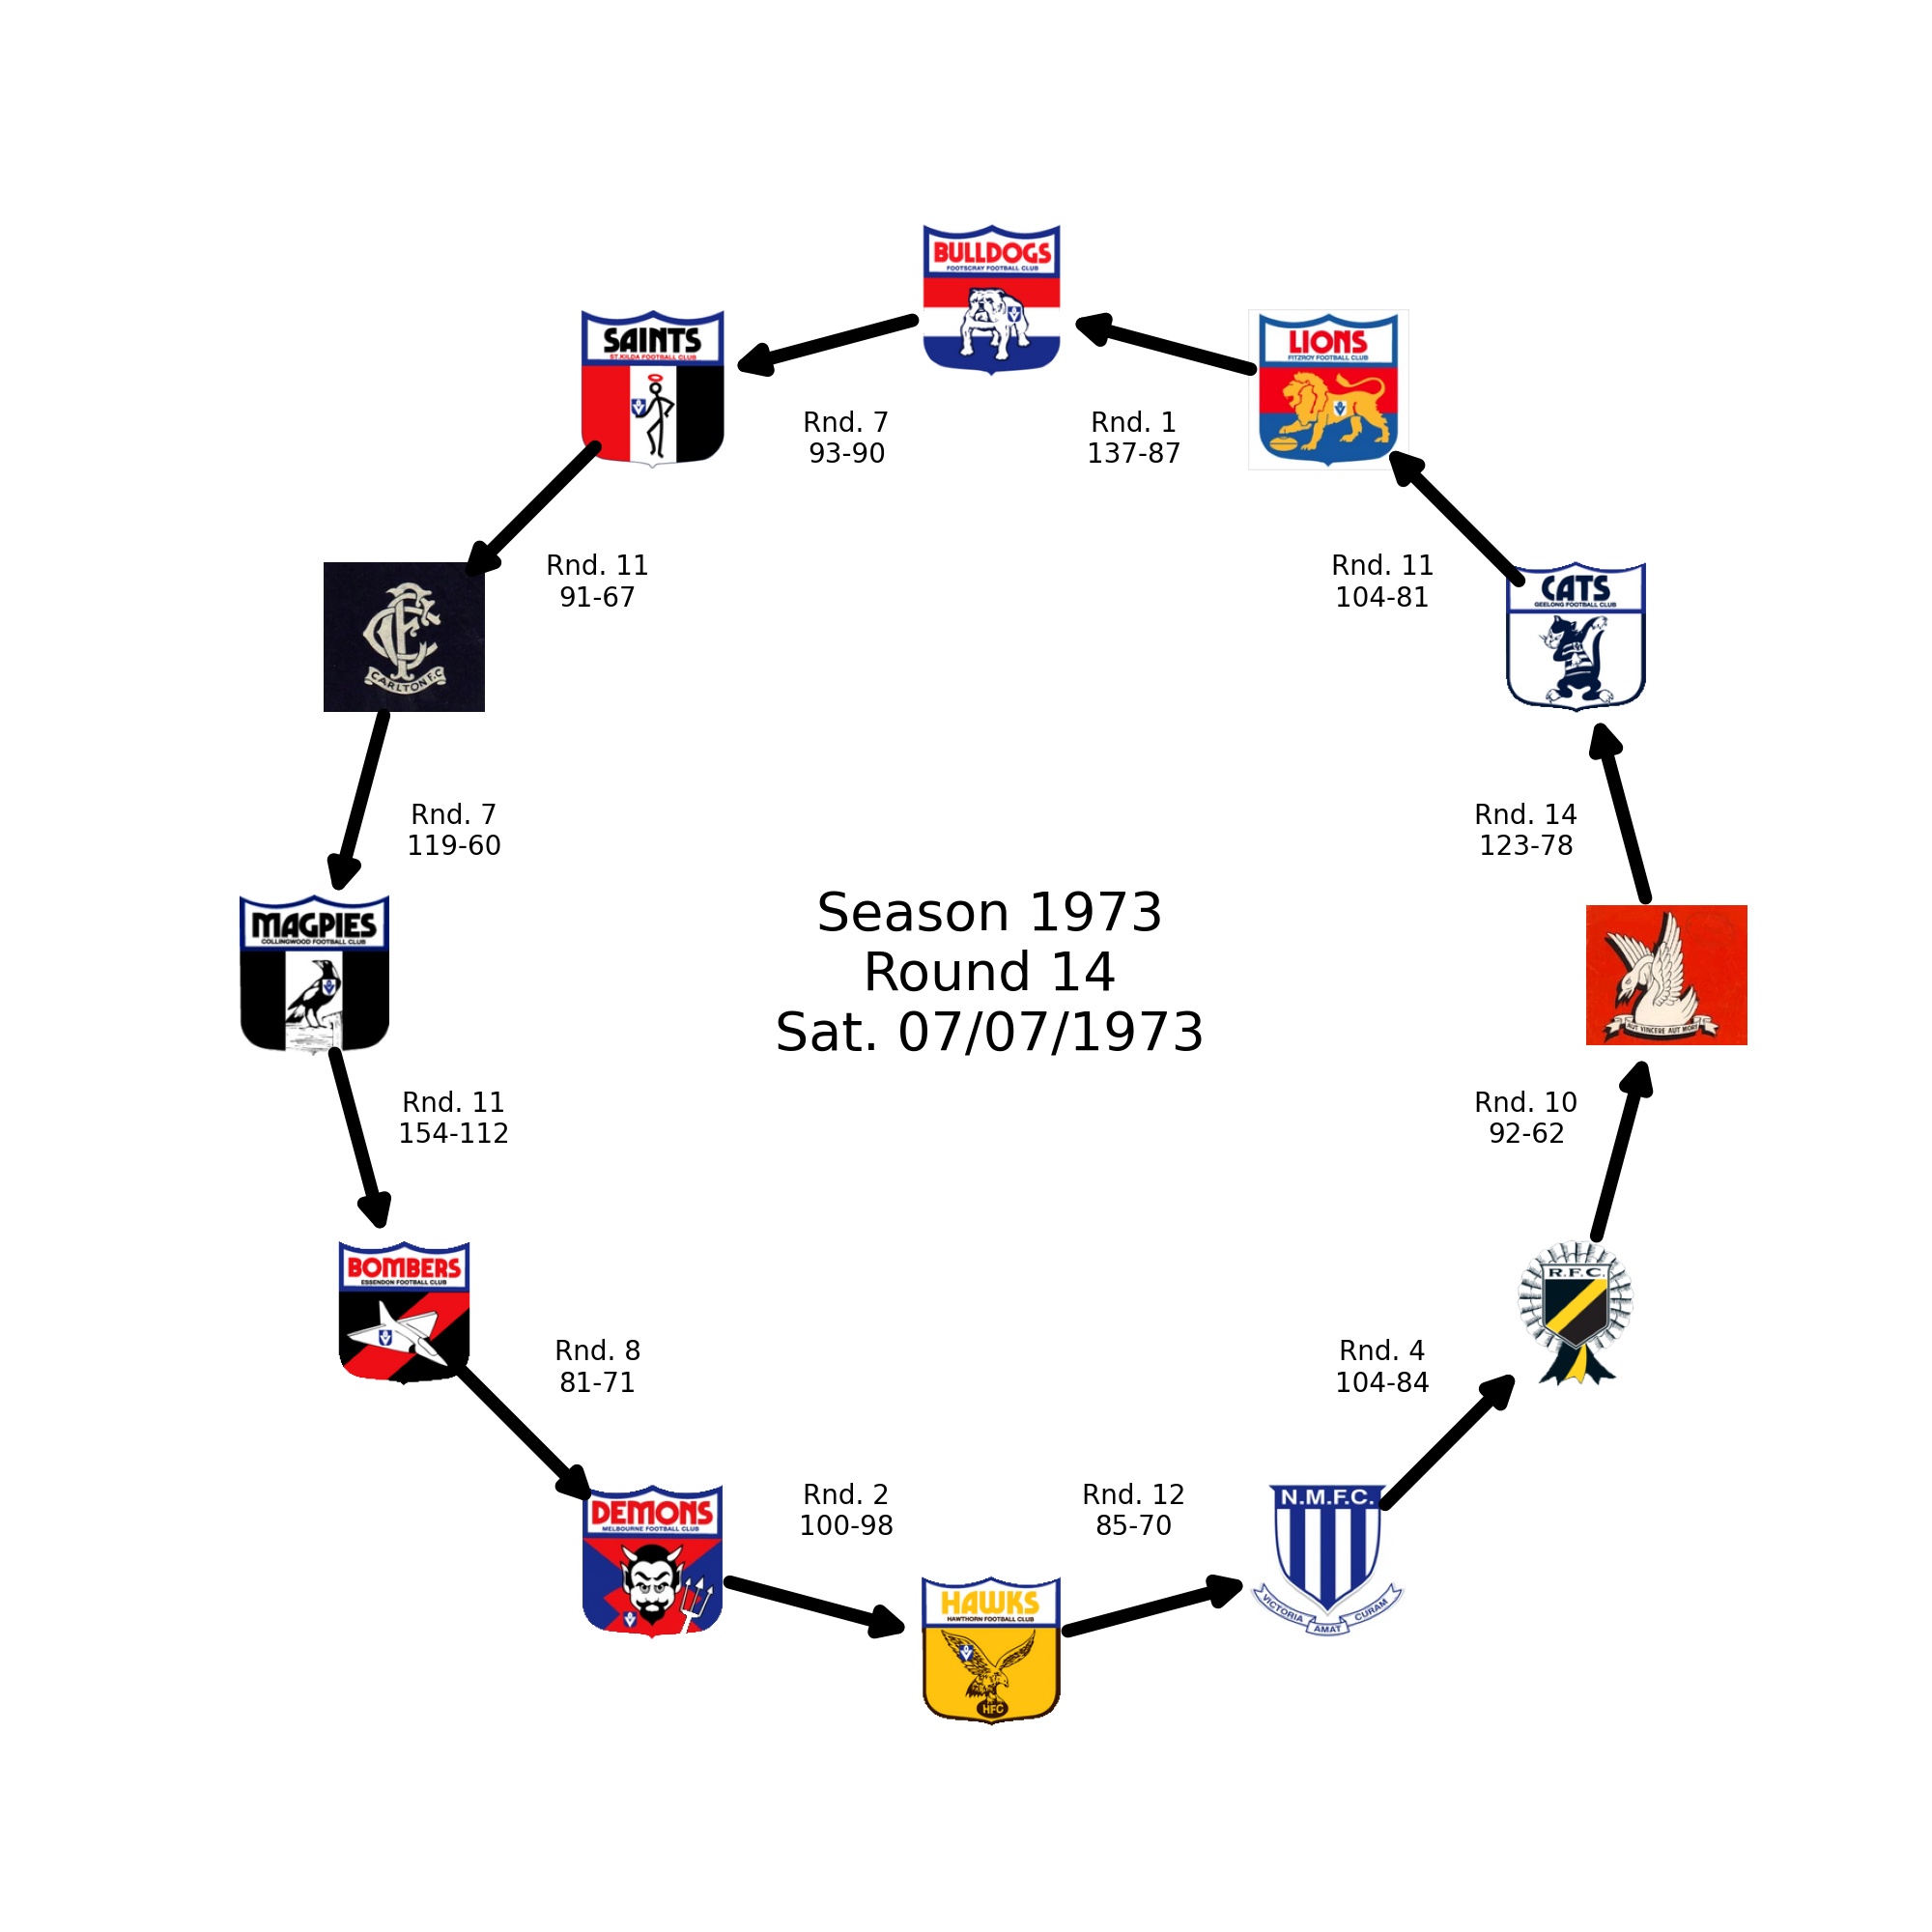 BULLDOGS
FOOTSCRAY FOOTBALL CLUB
SAINTS
ST.KILDA FOOTBALL CLUB
LIONS
FITZROY FOOTBALL CLUB
Rnd. 7
93-90
Rnd. 1
137-87
Rnd. 11
91-67
Rnd. 11
104-81
CATS
GEELONG FOOTBALL CLUB
CFC
CARLTON F.C
Rnd. 7
119-60
Rnd. 14
123-78
MAGPIES
COLLINGWOOD FOOTBALL CLUB
Season 1973
Round 14
Sat. 07/07/1973
AUT VINCERE AUT MORI
Rnd. 11
154-112
Rnd. 10
92-62
BOMBERS
ESSENDON FOOTBALL CLUB
R.F.C.
Rnd. 8
81-71
Rnd. 4
104-84
DEMONS
MELBOURNE FOOTBALL CLUB
Rnd. 2
100-98
Rnd. 12
85-70
N.M.F.C.
VICTORIA AMAT CURAM
HAWKS
HAWTHORN FOOTBALL CLUB
HFC